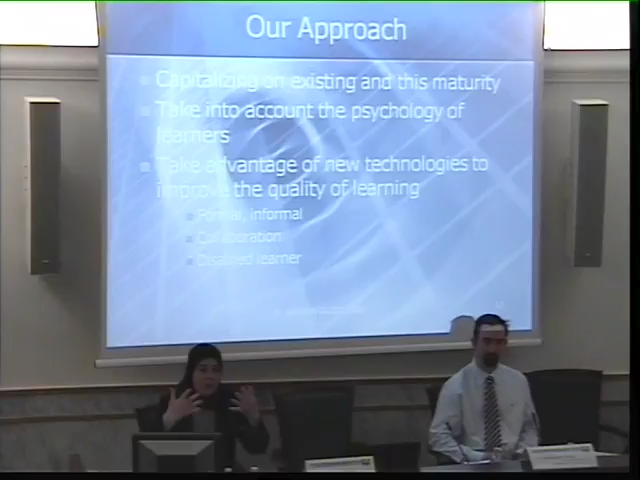 Our Approach
Capitalizing on existing and this maturity
Take into account the psychology of
learners
Take advantage of new technologies to
improve the quality of learning
Formal, informal
Collaboration
Disabled learner